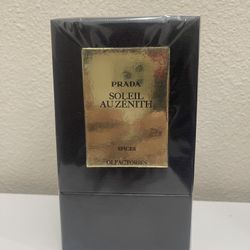 PRADA
SOLEIL
AU ZENITH
SPICES
OLFACTORIES